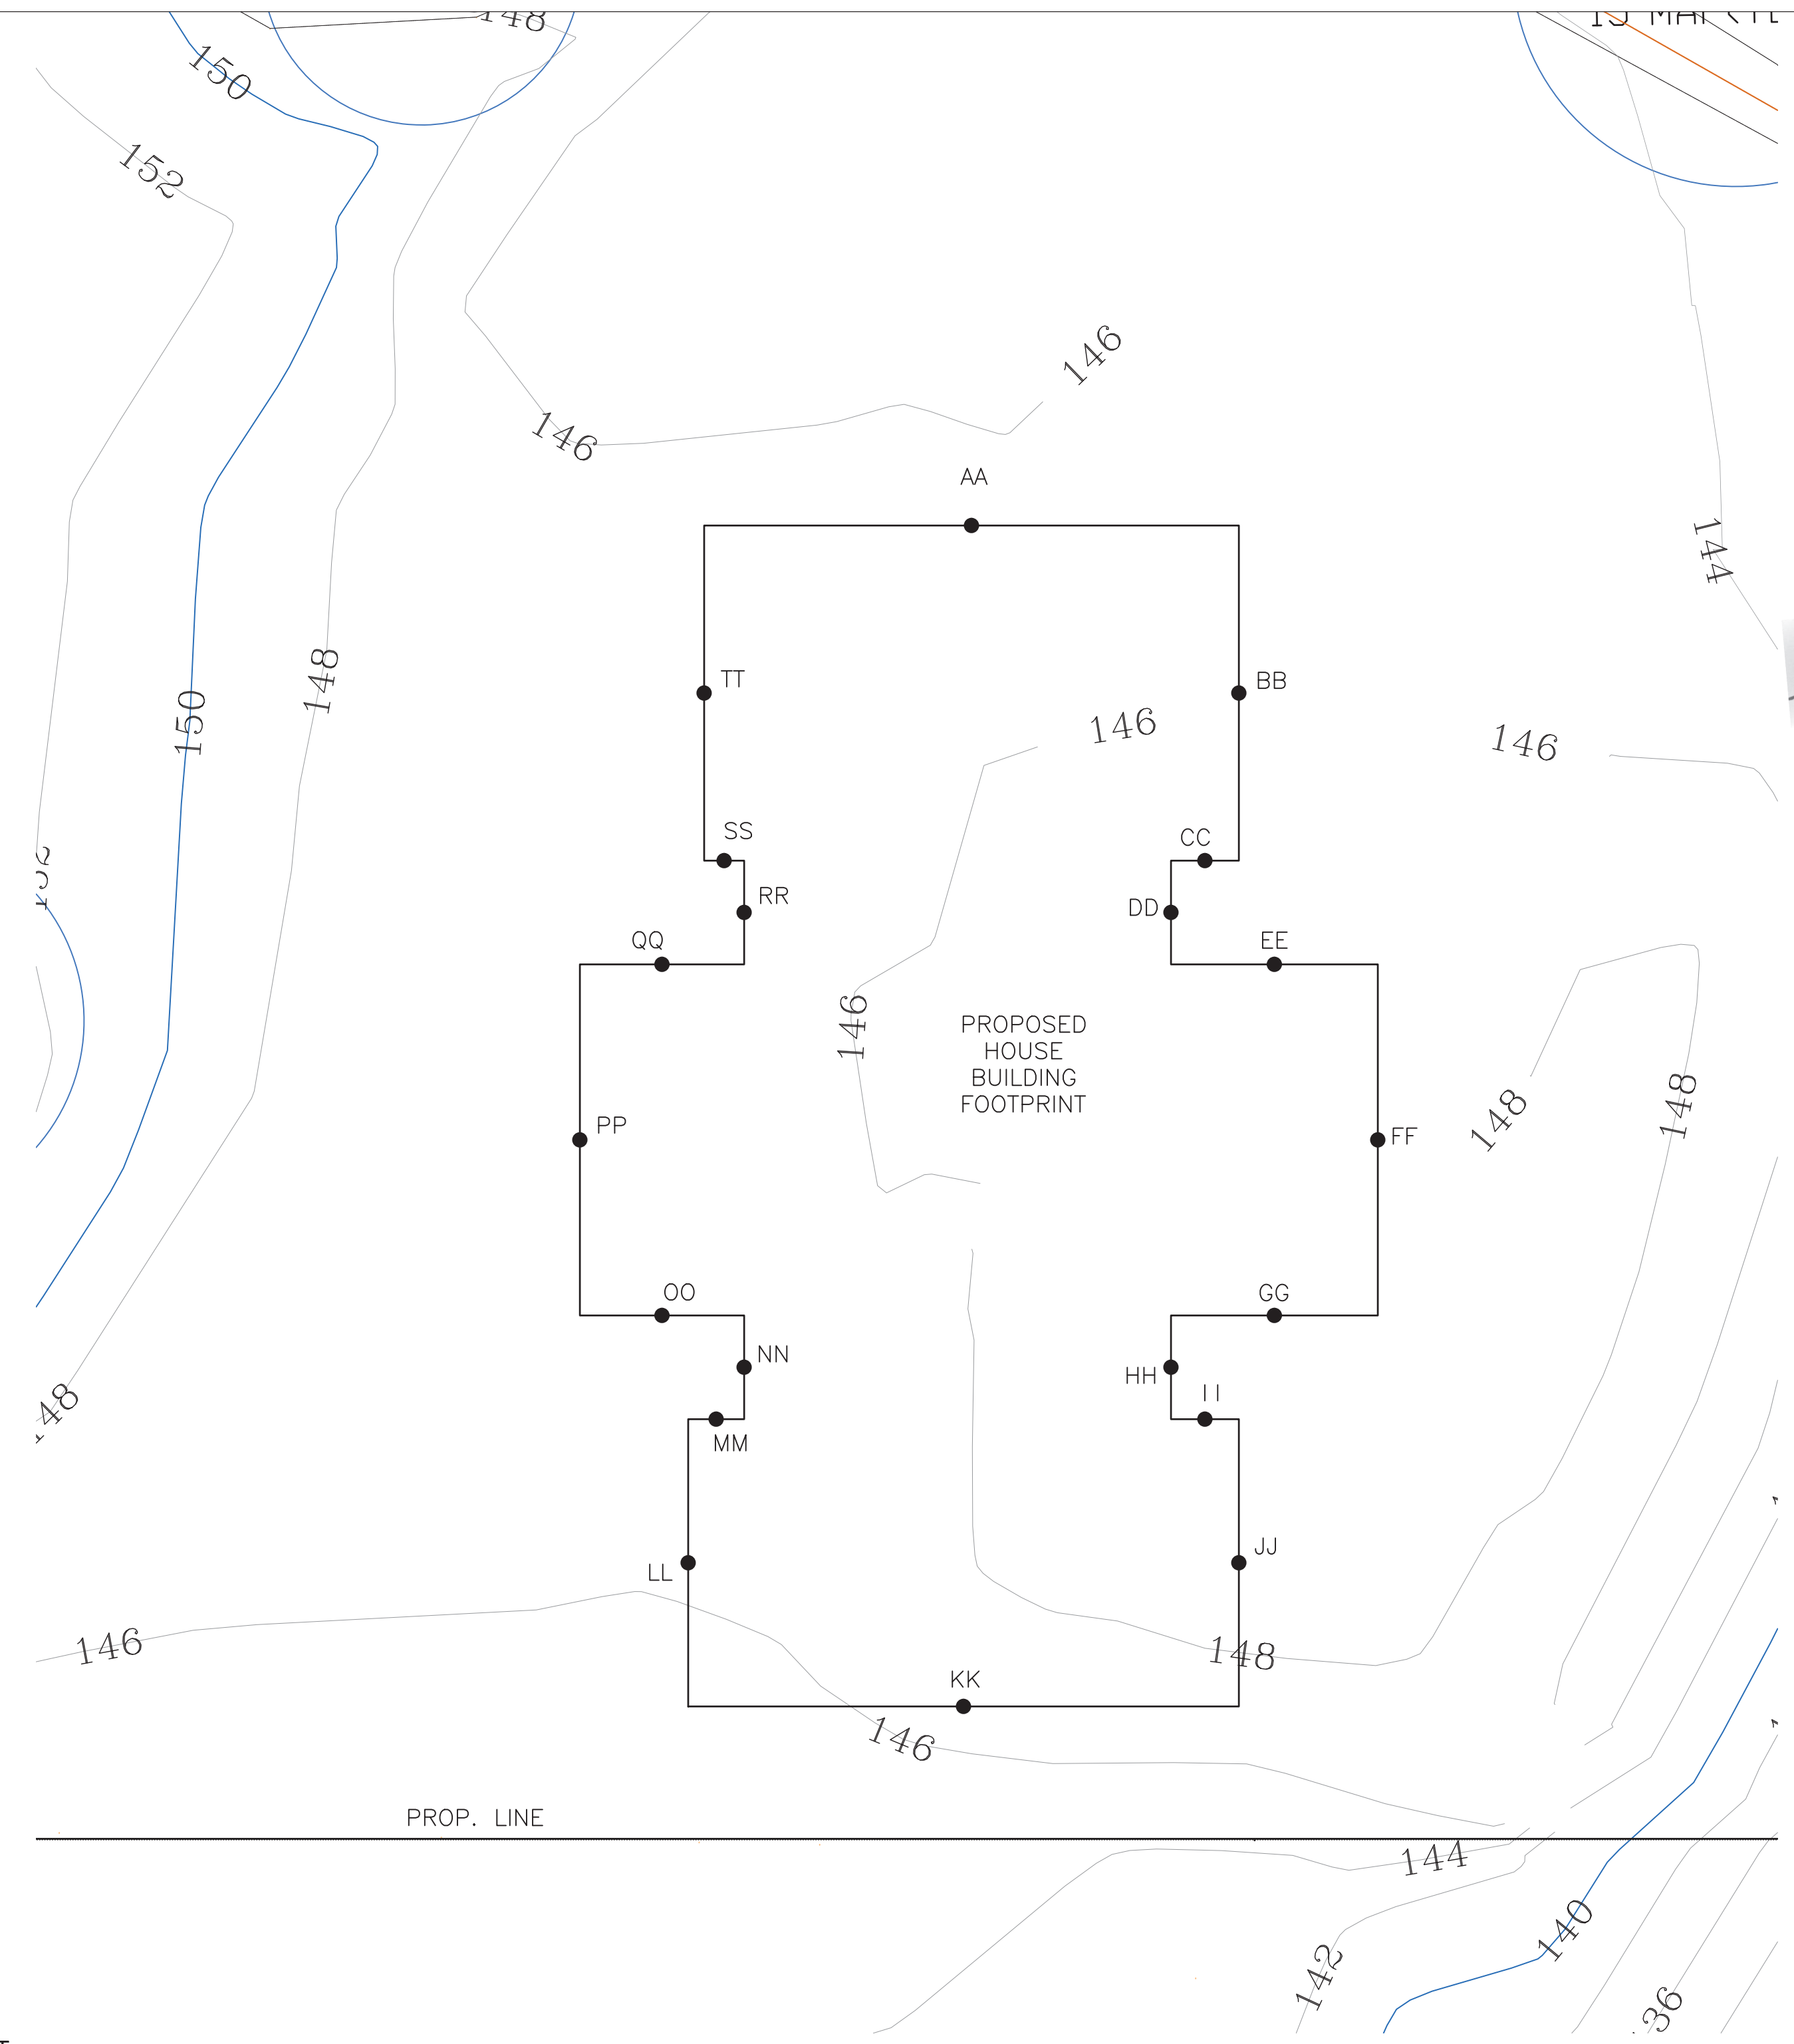 148
150
152
146
146
AA
144
TT
BB
148
150
146
146
SS
CC
RR
DD
QQ
EE
146
PROPOSED
HOUSE
BUILDING
FOOTPRINT
148
148
PP
FF
OO
GG
NN
HH
II
MM
JJ
LL
146
148
KK
146
PROP. LINE
144
140
142